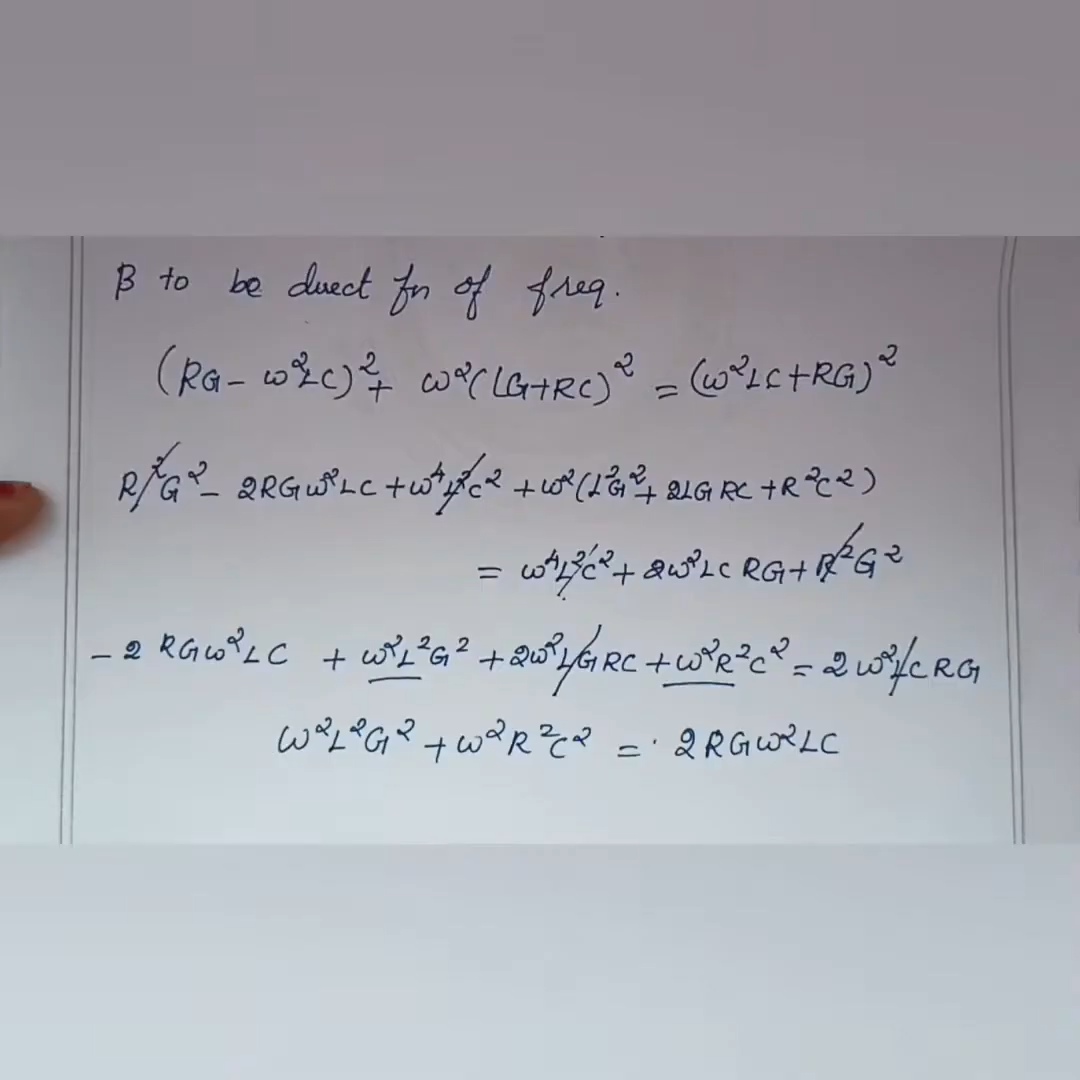 β to be duect fn of freq.
(RG - ω²LC)² + ω²(LG+RC)² = (ω²LC+RG)²
R²G² - 2RGω²LC + ω⁴L²C² + ω²(L²G² + 2LGRC + R²C²)
= ω⁴L²C² + 2ω²LCRG + R²G²
- 2RGω²LC + ω²L²G² + 2ω²LGRC + ω²R²C² = 2ω²LCRG
ω²L²G² + ω²R²C² = 2RGω²LC